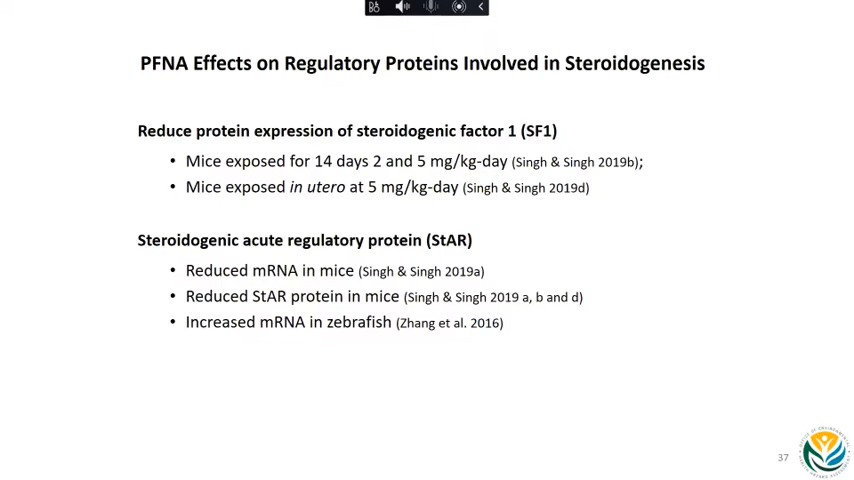 PFNA Effects on Regulatory Proteins Involved in Steroidogenesis
Reduce protein expression of steroidogenic factor 1 (SF1)
• Mice exposed for 14 days 2 and 5 mg/kg-day (Singh & Singh 2019b);
• Mice exposed in utero at 5 mg/kg-day (Singh & Singh 2019d)
Steroidogenic acute regulatory protein (StAR)
• Reduced mRNA in mice (Singh & Singh 2019a)
• Reduced StAR protein in mice (Singh & Singh 2019 a, b and d)
• Increased mRNA in zebrafish (Zhang et al. 2016)
37